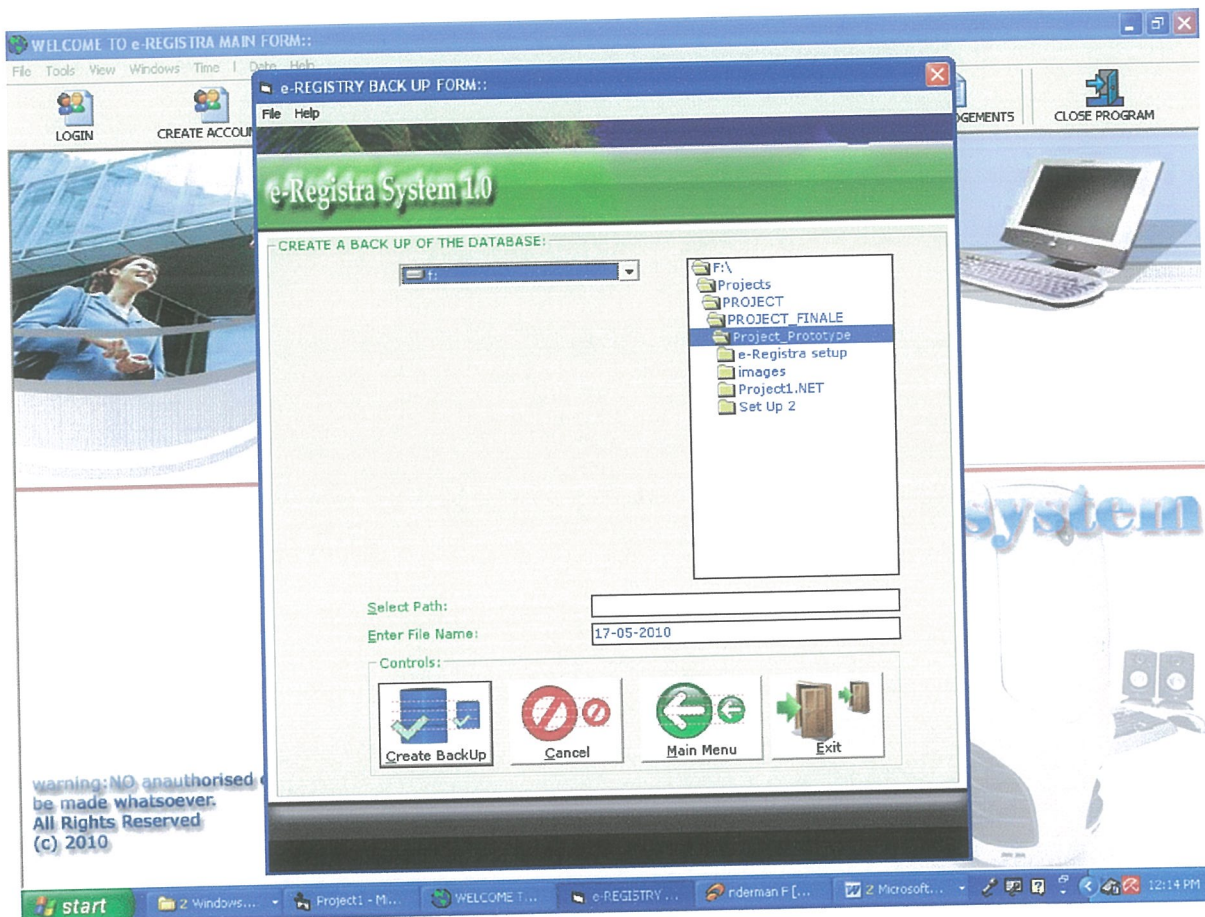 WELCOME TO e-REGISTRA MAIN FORM::
File Tools View Windows Time | Date Help
LOGIN
CREATE ACCOUN
GEMENTS
CLOSE PROGRAM
e-REGISTRY BACK UP FORM::
File Help
e-Registra System 1.0
CREATE A BACK UP OF THE DATABASE:
f:
F:\
Projects
PROJECT
PROJECT_FINALE
Project_Prototype
e-Registra setup
images
Project1.NET
Set Up 2
system
Select Path:
Enter File Name:
17-05-2010
Controls:
Create BackUp
Cancel
Main Menu
Exit
warning:NO anauthorised
be made whatsoever.
All Rights Reserved
(c) 2010
start
2 Windows...
Project1 - M...
WELCOME T...
e-REGISTRY ...
nderman F [...
2 Microsoft...
12:14 PM